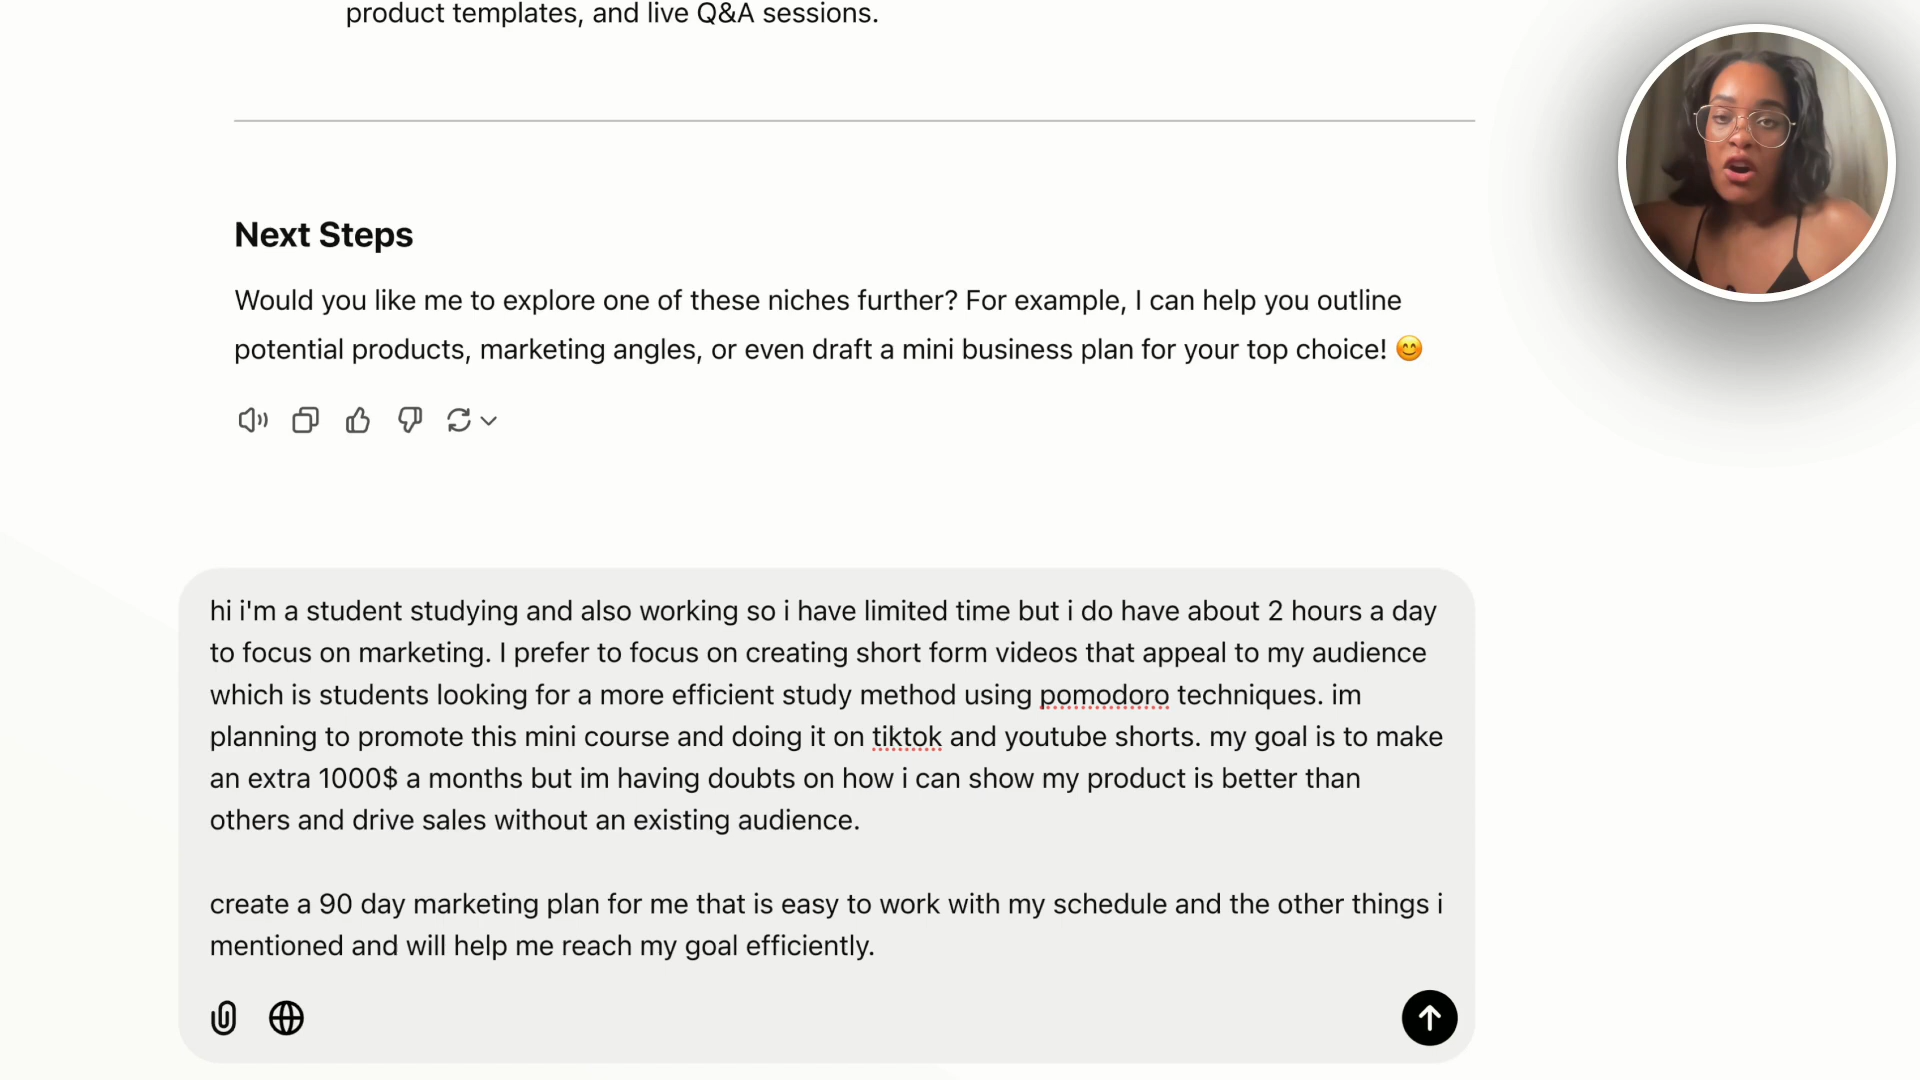 product templates, and live Q&A sessions.
Next Steps
Would you like me to explore one of these niches further? For example, I can help you outline
potential products, marketing angles, or even draft a mini business plan for your top choice! 😊
hi i'm a student studying and also working so i have limited time but i do have about 2 hours a day
to focus on marketing. I prefer to focus on creating short form videos that appeal to my audience
which is students looking for a more efficient study method using pomodoro techniques. im
planning to promote this mini course and doing it on tiktok and youtube shorts. my goal is to make
an extra 1000$ a months but im having doubts on how i can show my product is better than
others and drive sales without an existing audience.
create a 90 day marketing plan for me that is easy to work with my schedule and the other things i
mentioned and will help me reach my goal efficiently.